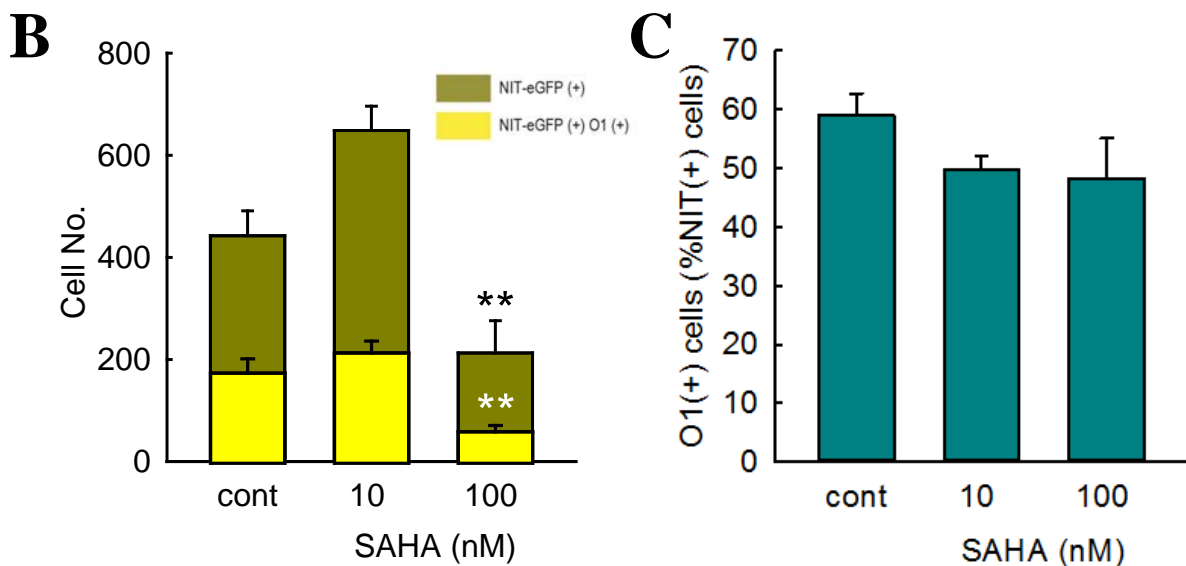 B
800
600
400
200
0
Cell No.
NIT-eGFP (+)
NIT-eGFP (+) O1 (+)
**
**
cont
10
100
SAHA (nM)
C
70
60
50
40
30
20
10
0
O1(+) cells (%NIT(+) cells)
cont
10
100
SAHA (nM)